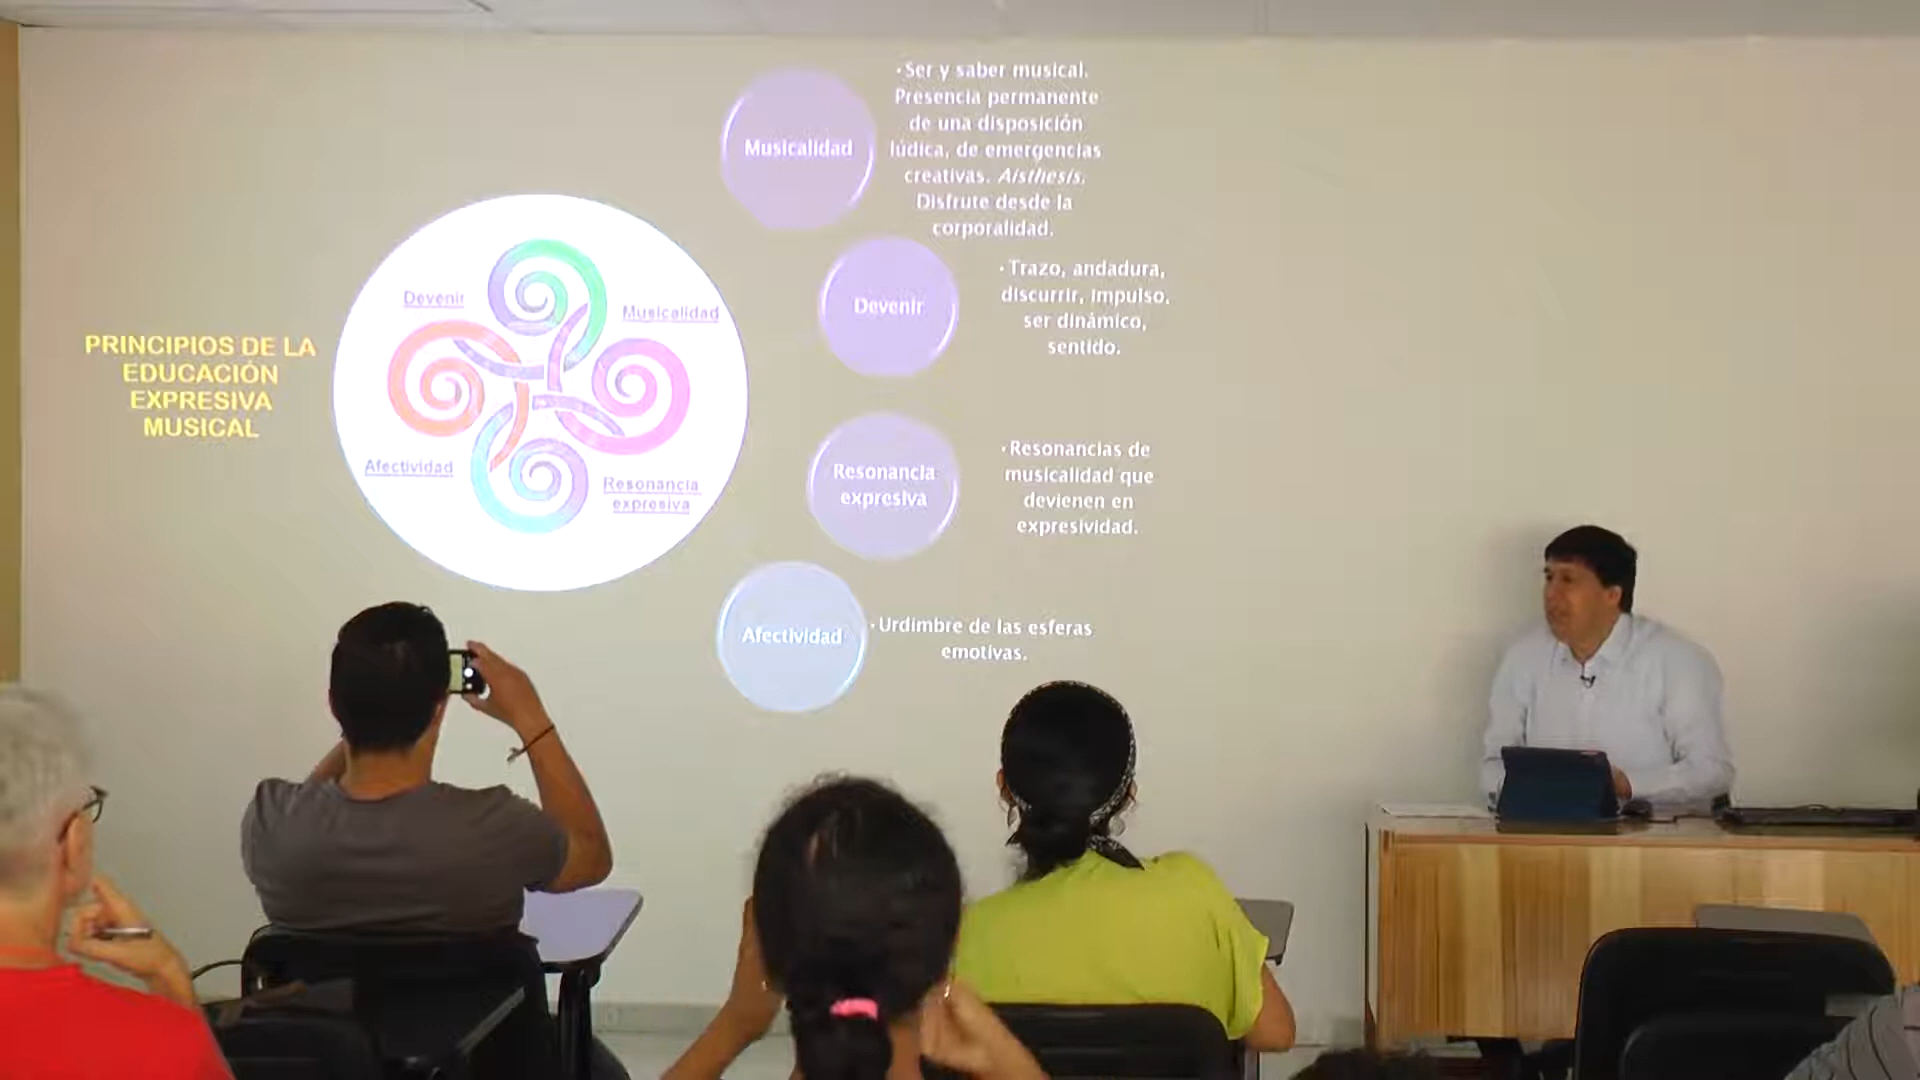 PRINCIPIOS DE LA
EDUCACIÓN
EXPRESIVA
MUSICAL
Devenir
Musicalidad
Afectividad
Resonancia
expresiva
Musicalidad
•Ser y saber musical.
Presencia permanente
de una disposición
lúdica, de emergencias
creativas. Aisthesis.
Disfrute desde la
corporalidad.
Devenir
•Trazo, andadura,
discurrir, impulso,
ser dinámico,
sentido.
Resonancia
expresiva
•Resonancias de
musicalidad que
devienen en
expresividad.
Afectividad
•Urdimbre de las esferas
emotivas.